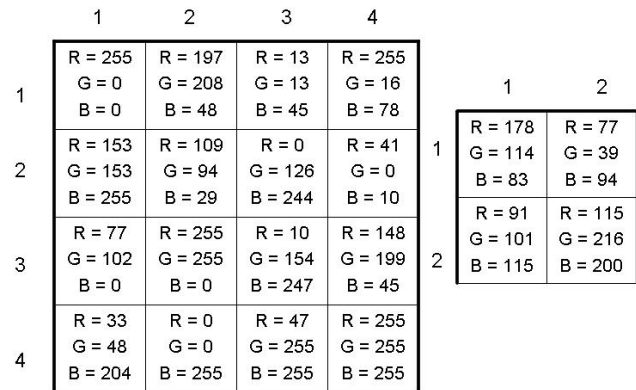 1 2 3 4
R = 255 R = 197 R = 13 R = 255
1 G = 0 G = 208 G = 13 G = 16
B = 0 B = 48 B = 45 B = 78
R = 153 R = 109 R = 0 R = 41
2 G = 153 G = 94 G = 126 G = 0
B = 255 B = 29 B = 244 B = 10
R = 77 R = 255 R = 10 R = 148
3 G = 102 G = 255 G = 154 G = 199
B = 0 B = 0 B = 247 B = 45
R = 33 R = 0 R = 47 R = 255
4 G = 48 G = 0 G = 255 G = 255
B = 204 B = 255 B = 255 B = 255
1 2
R = 178 R = 77
1 G = 114 G = 39
B = 83 B = 94
R = 91 R = 115
G = 101 G = 216
2 B = 115 B = 200